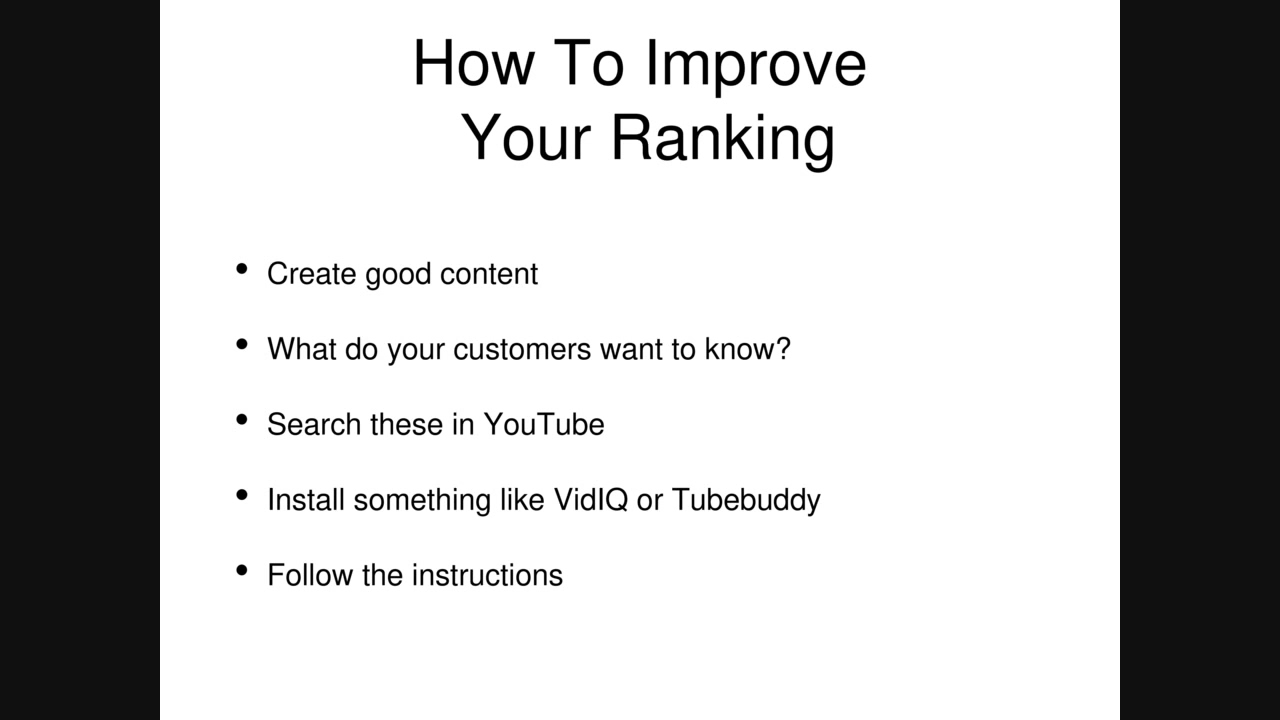 How To Improve
Your Ranking
• Create good content
• What do your customers want to know?
• Search these in YouTube
• Install something like VidIQ or Tubebuddy
• Follow the instructions